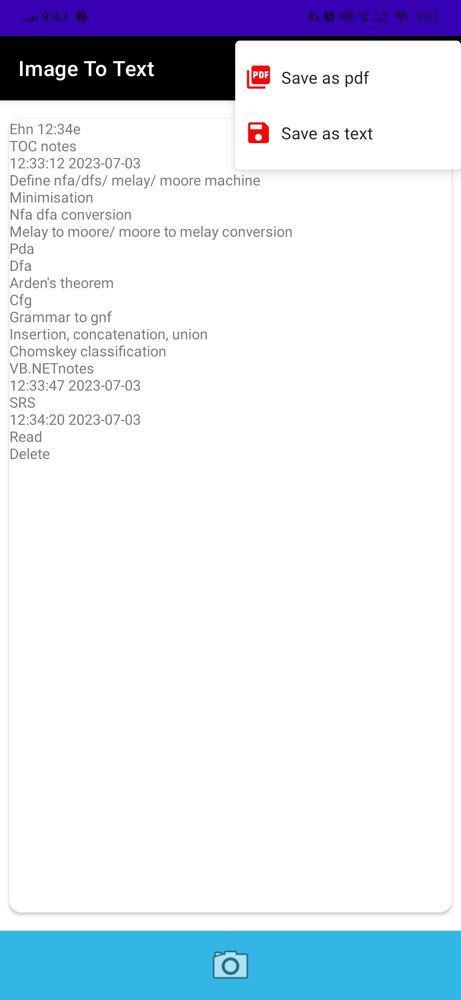 9:43 7 0.20 KB/s 16
Image To Text
PDF Save as pdf
Save as text
Ehn 12:34e
TOC notes
12:33:12 2023-07-03
Define nfa/dfs/ melay/ moore machine
Minimisation
Nfa dfa conversion
Melay to moore/ moore to melay conversion
Pda
Dfa
Arden's theorem
Cfg
Grammar to gnf
Insertion, concatenation, union
Chomskey classification
VB.NETnotes
12:33:47 2023-07-03
SRS
12:34:20 2023-07-03
Read
Delete